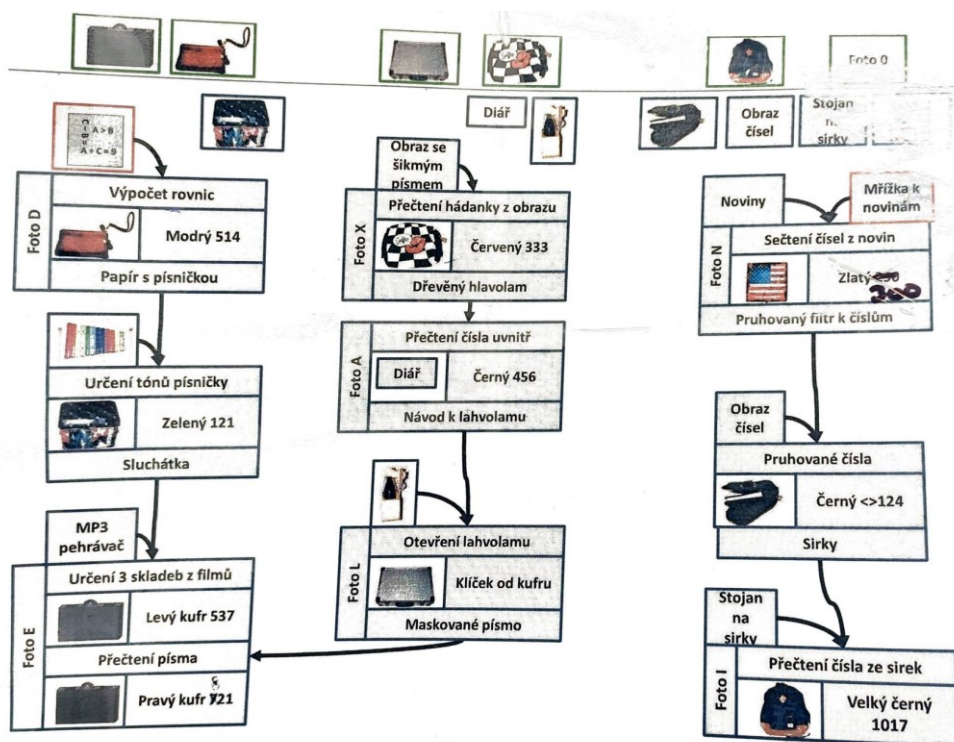 Foto 0
C - B =
A > B
A + C = 9
Diář
Obraz čísel
Stojan na sirky
Foto D
Výpočet rovnic
Modrý 514
Papír s písničkou
Určení tónů písničky
Zelený 121
Sluchátka
MP3 pehrávač
Foto E
Určení 3 skladeb z filmů
Levý kufr 537
Přečtení písma
Pravý kufr 721
8
Obraz se šikmým písmem
Foto X
Přečtení hádanky z obrazu
Červený 333
Dřevěný hlavolam
Foto A
Přečtení čísla uvnitř
Diář
Černý 456
Návod k lahvolamu
Foto L
Otevření lahvolamu
Klíček od kufru
Maskované písmo
Noviny
Mřížka k novinám
Foto N
Sečtení čísel z novin
Zlatý
Pruhovaný filtr k číslům
Obraz čísel
Pruhované čísla
Černý <>124
Sirky
Stojan na sirky
Foto I
Přečtení čísla ze sirek
Velký černý 1017